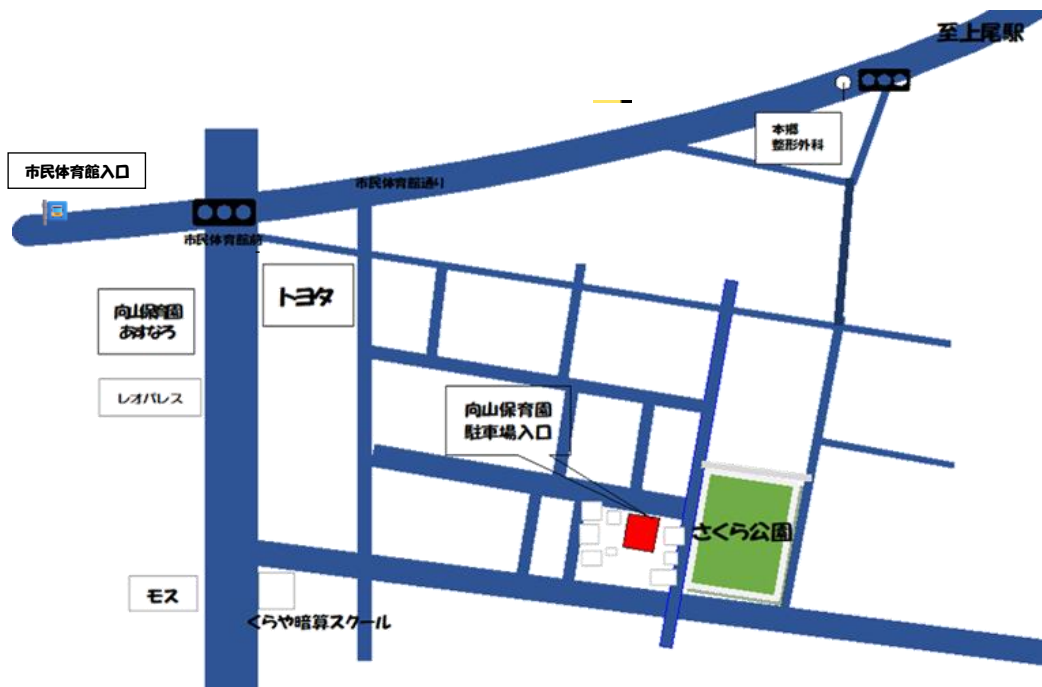 至上尾駅
本郷
整形外科
市民体育館入口
市民体育館通り
市民体育館前
トヨタ
向山保育園
あすなろ
レオパレス
向山保育園
駐車場入口
さくら公園
モス
くらや暗算スクール